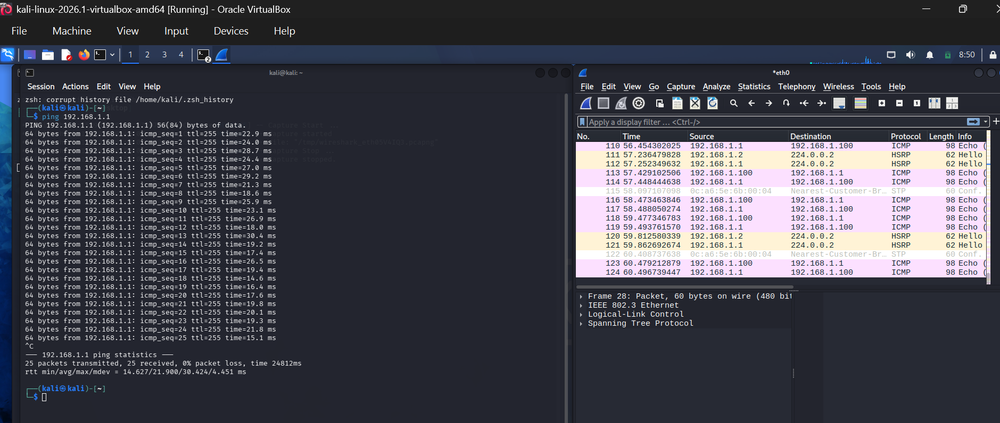 kali-linux-2026.1-virtualbox-amd64 [Running] - Oracle VirtualBox
File Machine View Input Devices Help
1 2 3 4 2 8:50
kali@kali: ~
Session Actions Edit View Help
zsh: corrupt history file /home/kali/.zsh_history
(kali㉿kali)-[~]
$ ping 192.168.1.1
PING 192.168.1.1 (192.168.1.1) 56(84) bytes of data.
64 bytes from 192.168.1.1: icmp_seq=1 ttl=255 time=22.9 ms
64 bytes from 192.168.1.1: icmp_seq=2 ttl=255 time=24.0 ms
64 bytes from 192.168.1.1: icmp_seq=3 ttl=255 time=28.7 ms
64 bytes from 192.168.1.1: icmp_seq=4 ttl=255 time=24.4 ms
64 bytes from 192.168.1.1: icmp_seq=5 ttl=255 time=27.0 ms
64 bytes from 192.168.1.1: icmp_seq=6 ttl=255 time=29.2 ms
64 bytes from 192.168.1.1: icmp_seq=7 ttl=255 time=21.3 ms
64 bytes from 192.168.1.1: icmp_seq=8 ttl=255 time=18.6 ms
64 bytes from 192.168.1.1: icmp_seq=9 ttl=255 time=25.9 ms
64 bytes from 192.168.1.1: icmp_seq=10 ttl=255 time=23.1 ms
64 bytes from 192.168.1.1: icmp_seq=11 ttl=255 time=26.9 ms
64 bytes from 192.168.1.1: icmp_seq=12 ttl=255 time=18.0 ms
64 bytes from 192.168.1.1: icmp_seq=13 ttl=255 time=30.4 ms
64 bytes from 192.168.1.1: icmp_seq=14 ttl=255 time=19.2 ms
64 bytes from 192.168.1.1: icmp_seq=15 ttl=255 time=17.4 ms
64 bytes from 192.168.1.1: icmp_seq=16 ttl=255 time=26.5 ms
64 bytes from 192.168.1.1: icmp_seq=17 ttl=255 time=19.4 ms
64 bytes from 192.168.1.1: icmp_seq=18 ttl=255 time=14.6 ms
64 bytes from 192.168.1.1: icmp_seq=19 ttl=255 time=16.4 ms
64 bytes from 192.168.1.1: icmp_seq=20 ttl=255 time=17.6 ms
64 bytes from 192.168.1.1: icmp_seq=21 ttl=255 time=19.8 ms
64 bytes from 192.168.1.1: icmp_seq=22 ttl=255 time=20.1 ms
64 bytes from 192.168.1.1: icmp_seq=23 ttl=255 time=19.3 ms
64 bytes from 192.168.1.1: icmp_seq=24 ttl=255 time=21.8 ms
64 bytes from 192.168.1.1: icmp_seq=25 ttl=255 time=15.1 ms
^C
--- 192.168.1.1 ping statistics ---
25 packets transmitted, 25 received, 0% packet loss, time 24812ms
rtt min/avg/max/mdev = 14.627/21.900/30.424/4.451 ms
(kali㉿kali)-[~]
$
*eth0
File Edit View Go Capture Analyze Statistics Telephony Wireless Tools Help
Apply a display filter ... <Ctrl-/>
No. Time Source Destination Protocol Length Info
110 56.454302025 192.168.1.1 192.168.1.100 ICMP 98 Echo (
111 57.236479828 192.168.1.2 224.0.0.2 HSRP 62 Hello
112 57.252349632 192.168.1.1 224.0.0.2 HSRP 62 Hello
113 57.429102506 192.168.1.100 192.168.1.1 ICMP 98 Echo (
114 57.448444638 192.168.1.1 192.168.1.100 ICMP 98 Echo (
115 58.097107098 0c:a6:5e:6b:00:04 Nearest-Customer-Br… STP 60 Conf.
116 58.473463846 192.168.1.100 192.168.1.1 ICMP 98 Echo (
117 58.488050274 192.168.1.1 192.168.1.100 ICMP 98 Echo (
118 59.477346783 192.168.1.100 192.168.1.1 ICMP 98 Echo (
119 59.493761570 192.168.1.1 192.168.1.100 ICMP 98 Echo (
120 59.812580339 192.168.1.2 224.0.0.2 HSRP 62 Hello
121 59.862692674 192.168.1.1 224.0.0.2 HSRP 62 Hello
122 60.408737638 0c:a6:5e:6b:00:04 Nearest-Customer-Br… STP 60 Conf.
123 60.479212879 192.168.1.100 192.168.1.1 ICMP 98 Echo (
124 60.496739447 192.168.1.1 192.168.1.100 ICMP 98 Echo (
Frame 28: Packet, 60 bytes on wire (480 bit
IEEE 802.3 Ethernet
Logical-Link Control
Spanning Tree Protocol